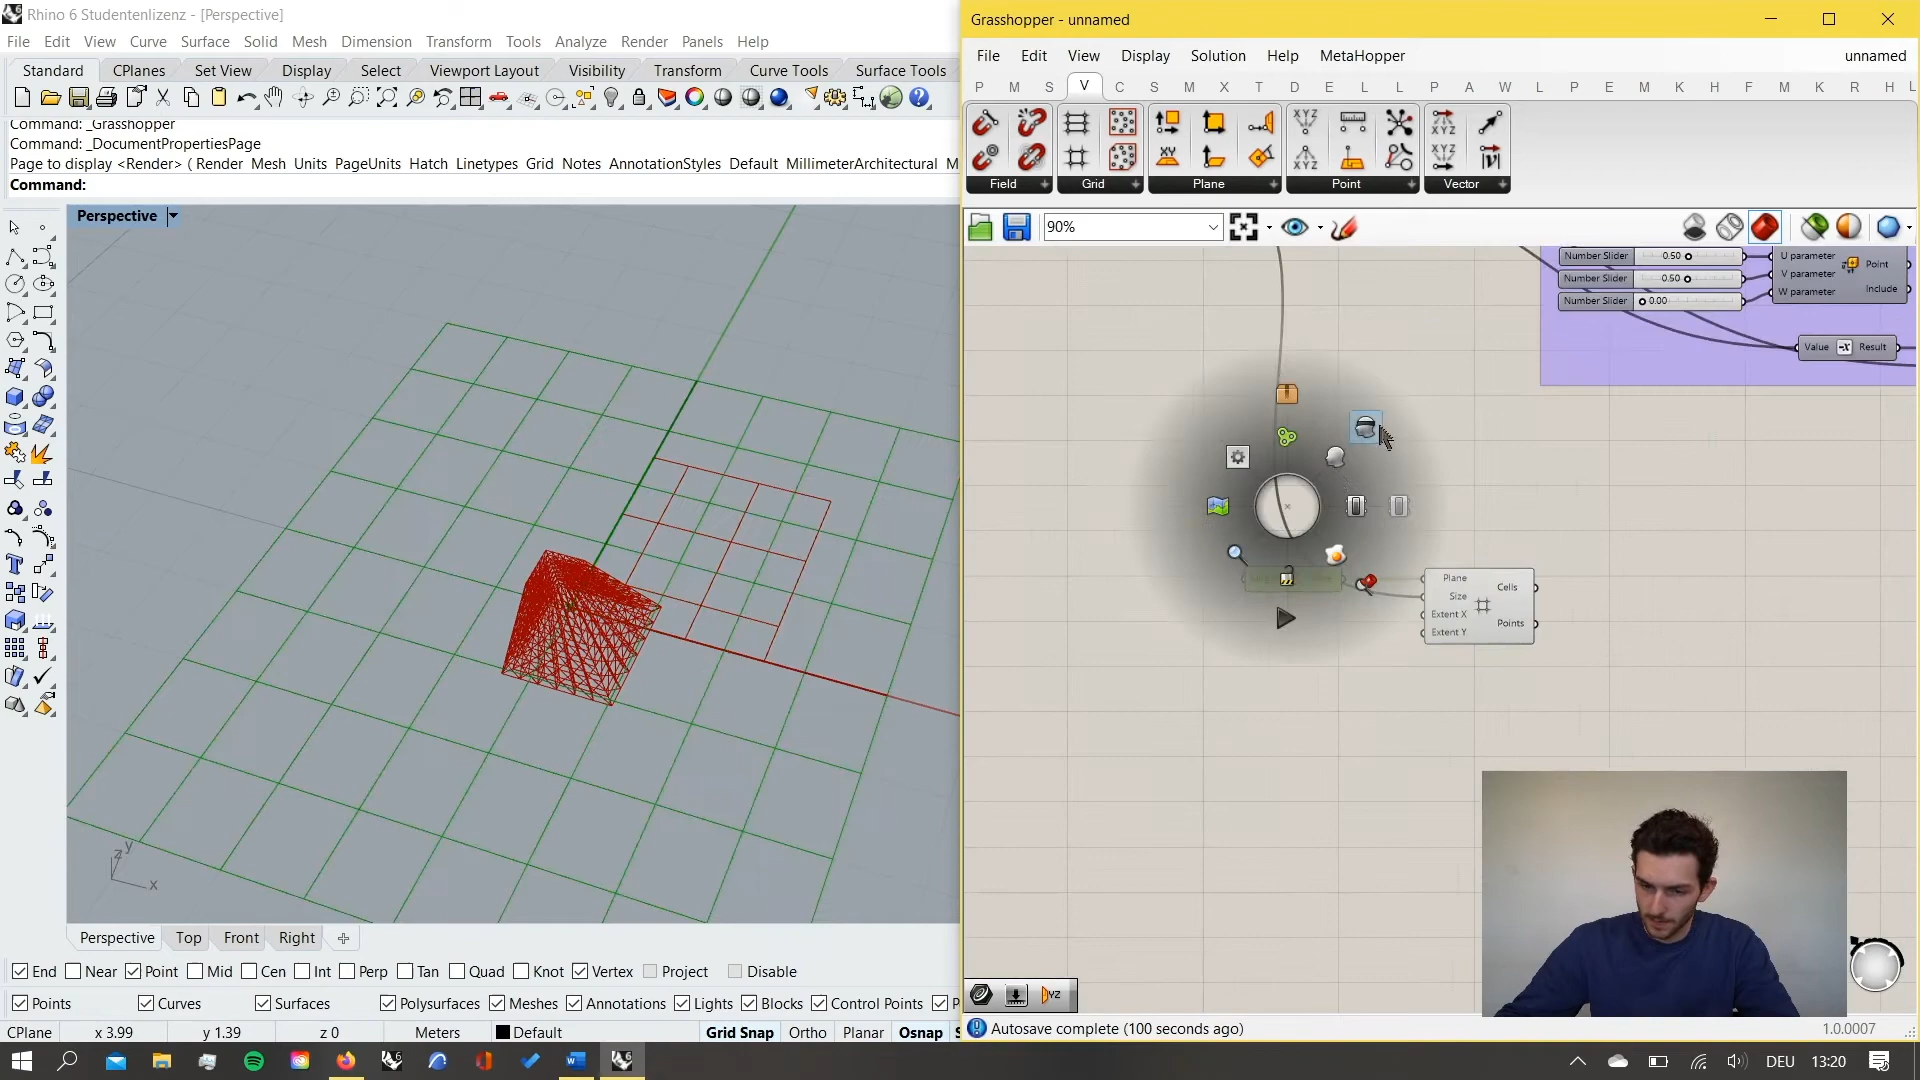 Rhino 6 Studentenlizenz - [Perspective]
File Edit View Curve Surface Solid Mesh Dimension Transform Tools Analyze Render Panels Help
Standard CPlanes Set View Display Select Viewport Layout Visibility Transform Curve Tools Surface Tools
Command: _Grasshopper
Command: _DocumentPropertiesPage
Page to display <Render> ( Render Mesh Units PageUnits Hatch Linetypes Grid Notes AnnotationStyles Default MillimeterArchitectural M
Command:
Perspective
z y
x
Perspective Top Front Right
End Near Point Mid Cen Int Perp Tan Quad Knot Vertex Project Disable
Points Curves Surfaces Polysurfaces Meshes Annotations Lights Blocks Control Points P
CPlane x 3.99 y 1.39 z 0 Meters Default Grid Snap Ortho Planar Osnap S
Grasshopper - unnamed
File Edit View Display Solution Help MetaHopper unnamed
P M S V C S M X T D E L L P A W L P E M K H F M K R H L
XYZ XYZ
XY XYZ XYZ
Field Grid Plane Point Vector
90%
Number Slider 0.50 U parameter
Number Slider 0.50 V parameter
Number Slider 0.00 W parameter
Point
Include
Value -x Result
Plane
Size
Extent X
Extent Y
Cells
Points
YZ
Autosave complete (100 seconds ago) 1.0.0007
DEU 13:20